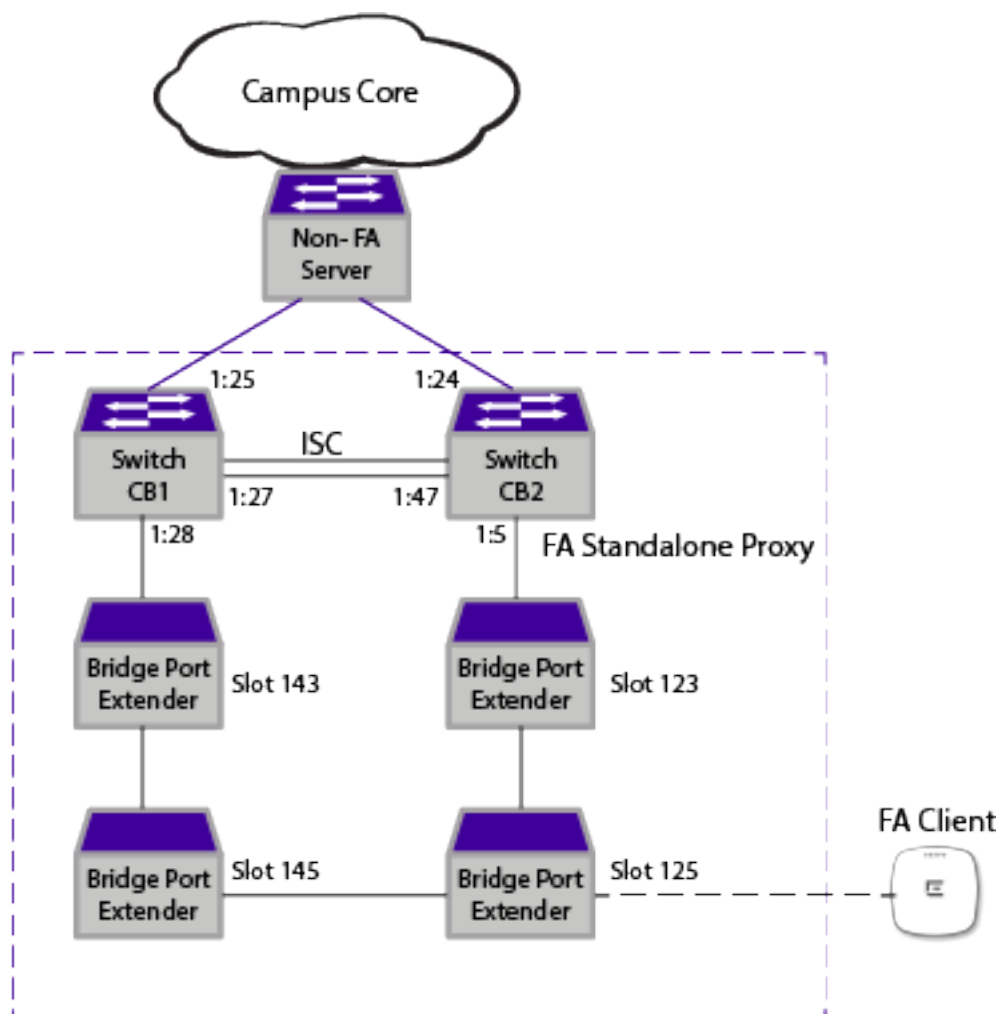 Campus Core
Non- FA
Server
1:25
1:24
Switch
CB1
ISC
Switch
CB2
1:27
1:47
1:28
1:5
FA Standalone Proxy
Bridge Port
Extender
Slot 143
Bridge Port
Extender
Slot 123
FA Client
Bridge Port
Extender
Slot 145
Bridge Port
Extender
Slot 125